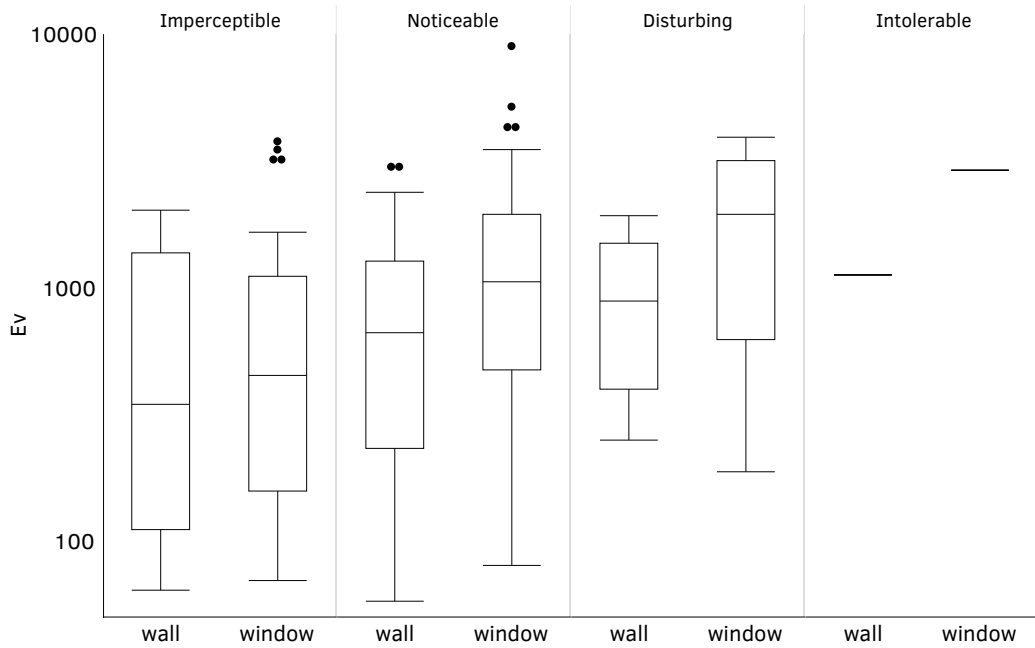 Imperceptible Noticeable Disturbing Intolerable
10000
1000
Ev
100
wall window wall window wall window wall window